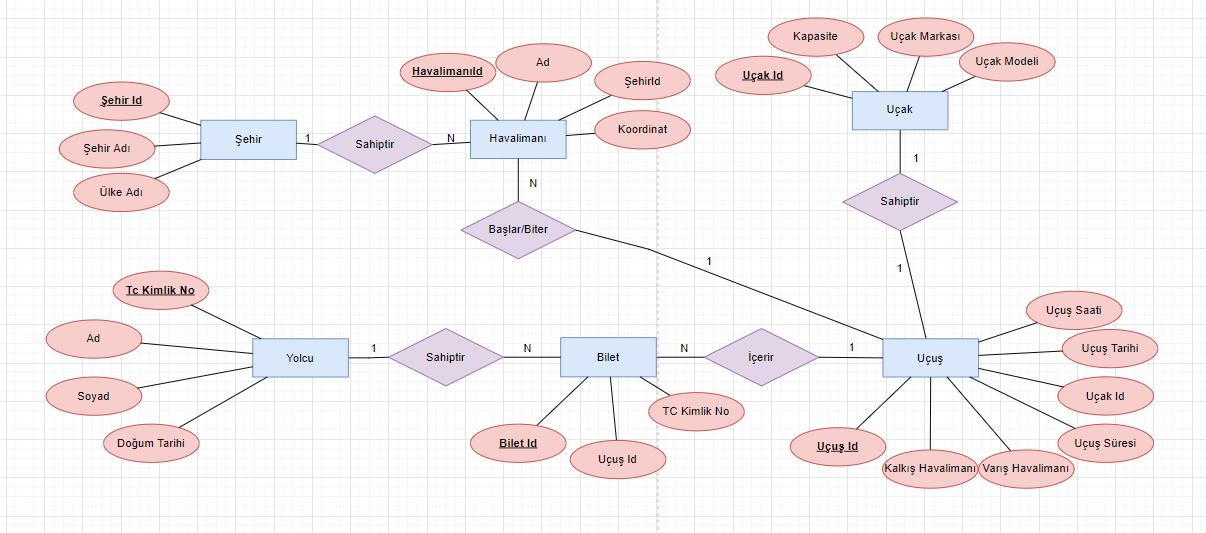 Kapasite
Uçak Markası
Uçak Id
Uçak Modeli
Uçak
1
Sahiptir
1
HavalimanıId
Ad
ŞehirId
Koordinat
Havalimanı
Şehir Id
Şehir Adı
Ülke Adı
Şehir
1
Sahiptir
N
N
Başlar/Biter
1
Tc Kimlik No
Ad
Soyad
Doğum Tarihi
Yolcu
1
Sahiptir
N
Bilet
N
İçerir
1
Uçuş
TC Kimlik No
Bilet Id
Uçuş Id
Uçuş Saati
Uçuş Tarihi
Uçak Id
Uçuş Süresi
Uçuş Id
Kalkış Havalimanı
Varış Havalimanı